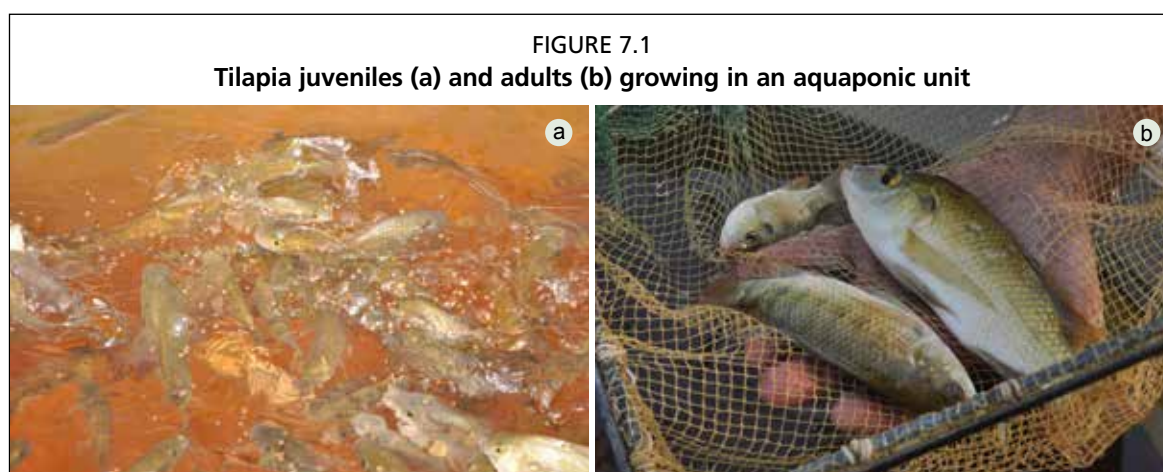 FIGURE 7.1
Tilapia juveniles (a) and adults (b) growing in an aquaponic unit
a
b